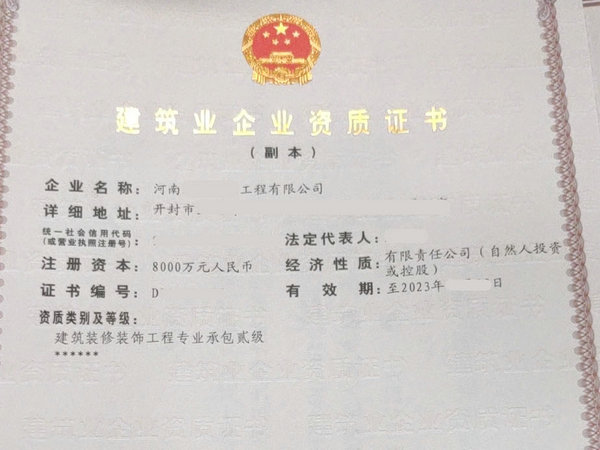 建筑业企业资质证书
（副本）
企业名称：河南 工程有限公司
详细地址：开封市
统一社会信用代码
（或营业执照注册号）： 法定代表人：
注册资本：8000万元人民币 经济性质：有限责任公司（自然人投资
或控股）
证书编号：D 有效期：至2023年 日
资质类别及等级：
建筑装修装饰工程专业承包贰级
******